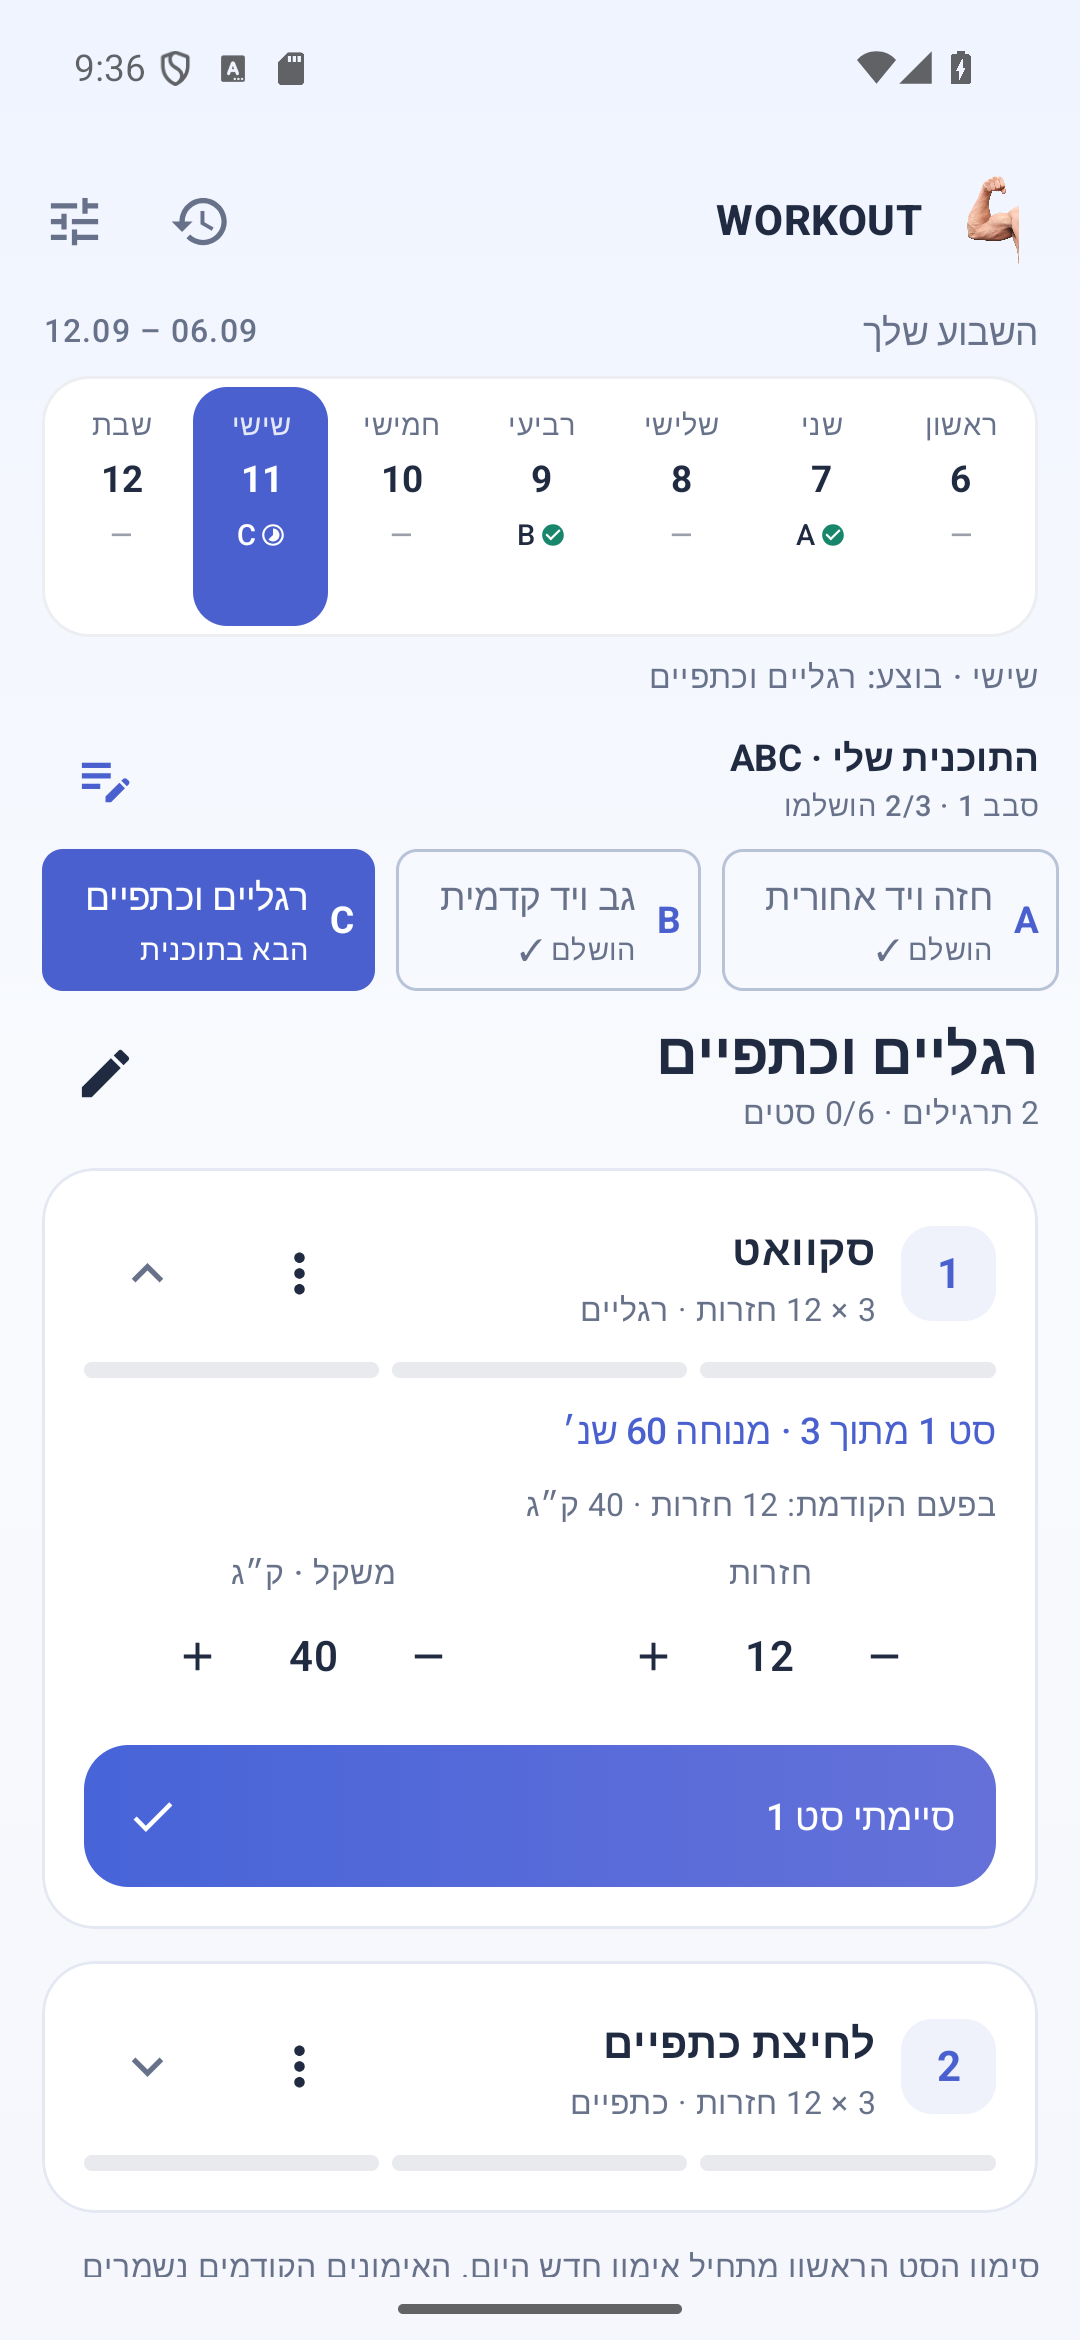 9:36
WORKOUT
השבוע שלך
12.09 – 06.09
ראשון שני שלישי רביעי חמישי שישי שבת
6 7 8 9 10 11 12
– A – B – C –
שישי · בוצע: רגליים וכתפיים
התוכנית שלי · ABC
סבב 1 · 2/3 הושלמו
A חזה ויד אחורית
הושלם ✓
B גב ויד קדמית
הושלם ✓
C רגליים וכתפיים
הבא בתוכנית
רגליים וכתפיים
2 תרגילים · 0/6 סטים
1 סקוואט
3 × 12 חזרות · רגליים
סט 1 מתוך 3 · מנוחה 60 שנ׳
בפעם הקודמת: 12 חזרות · 40 ק״ג
חזרות משקל · ק״ג
− 12 + − 40 +
סיימתי סט 1
2 לחיצת כתפיים
3 × 12 חזרות · כתפיים
סימון הסט הראשון מתחיל אימון חדש היום. האימונים הקודמים נשמרים